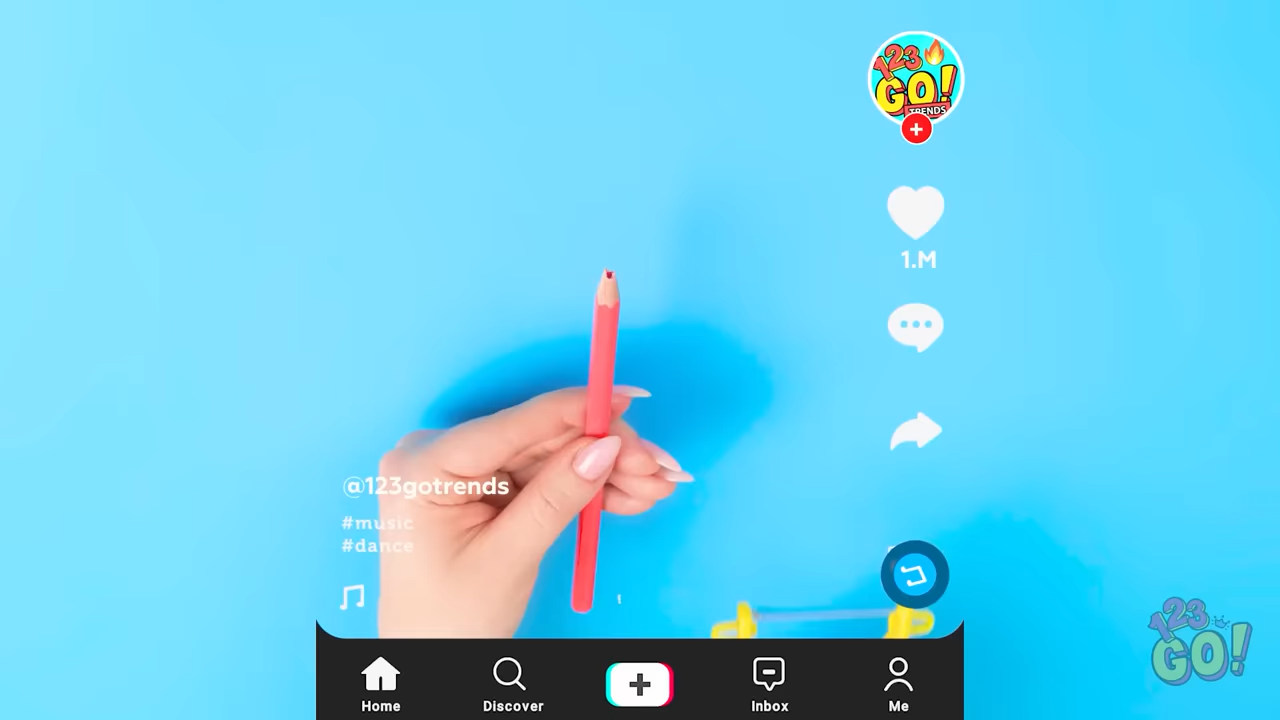 123
GO!
TRENDS
1.M
@123gotrends
#music
#dance
123
GO!
Home
Discover
Inbox
Me